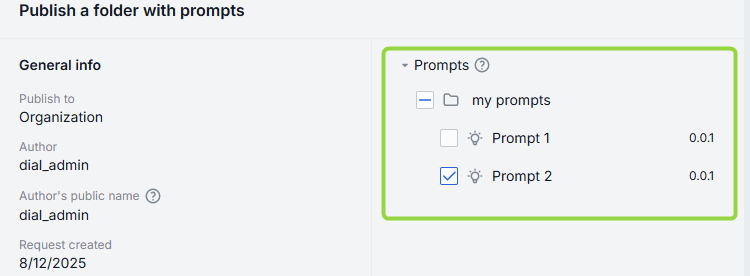 Publish a folder with prompts
General info
Publish to
Organization
Author
dial_admin
Author's public name ?
dial_admin
Request created
8/12/2025
Prompts ?
my prompts
Prompt 1 0.0.1
Prompt 2 0.0.1